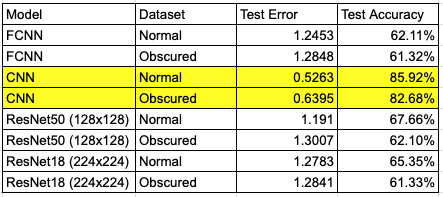 Model Dataset Test Error Test Accuracy
FCNN Normal 1.2453 62.11%
FCNN Obscured 1.2848 61.32%
CNN Normal 0.5263 85.92%
CNN Obscured 0.6395 82.68%
ResNet50 (128x128) Normal 1.191 67.66%
ResNet50 (128x128) Obscured 1.3007 62.10%
ResNet18 (224x224) Normal 1.2783 65.35%
ResNet18 (224x224) Obscured 1.2841 61.33%